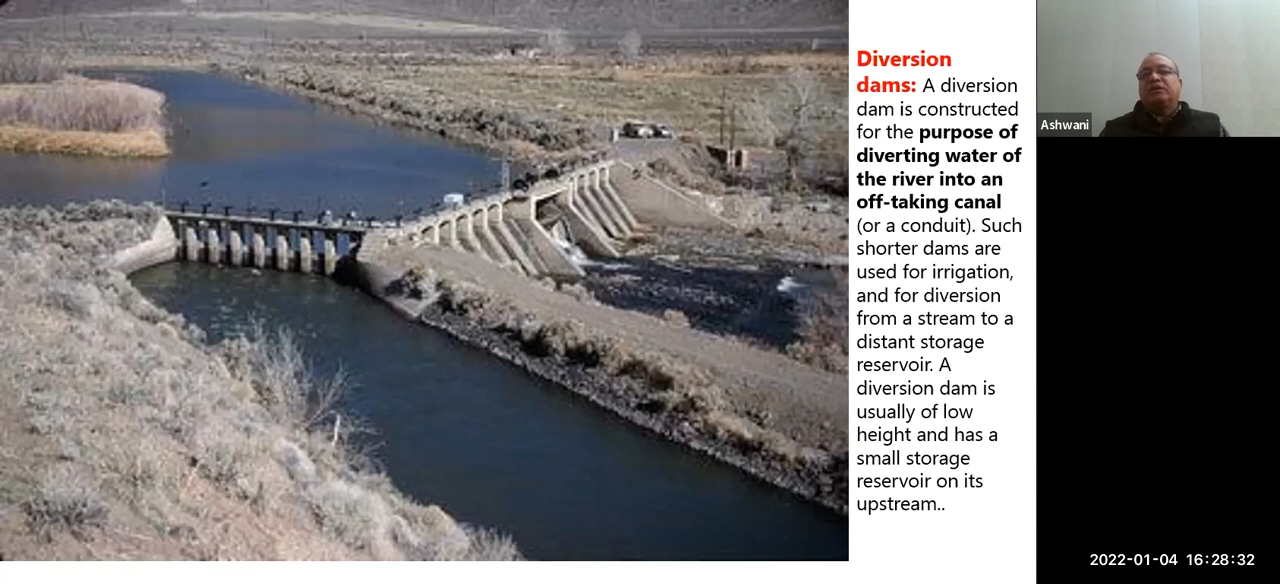 Diversion
dams: A diversion
dam is constructed
for the purpose of
diverting water of
the river into an
off-taking canal
(or a conduit). Such
shorter dams are
used for irrigation,
and for diversion
from a stream to a
distant storage
reservoir. A
diversion dam is
usually of low
height and has a
small storage
reservoir on its
upstream..
Ashwani
2022-01-04 16:28:32